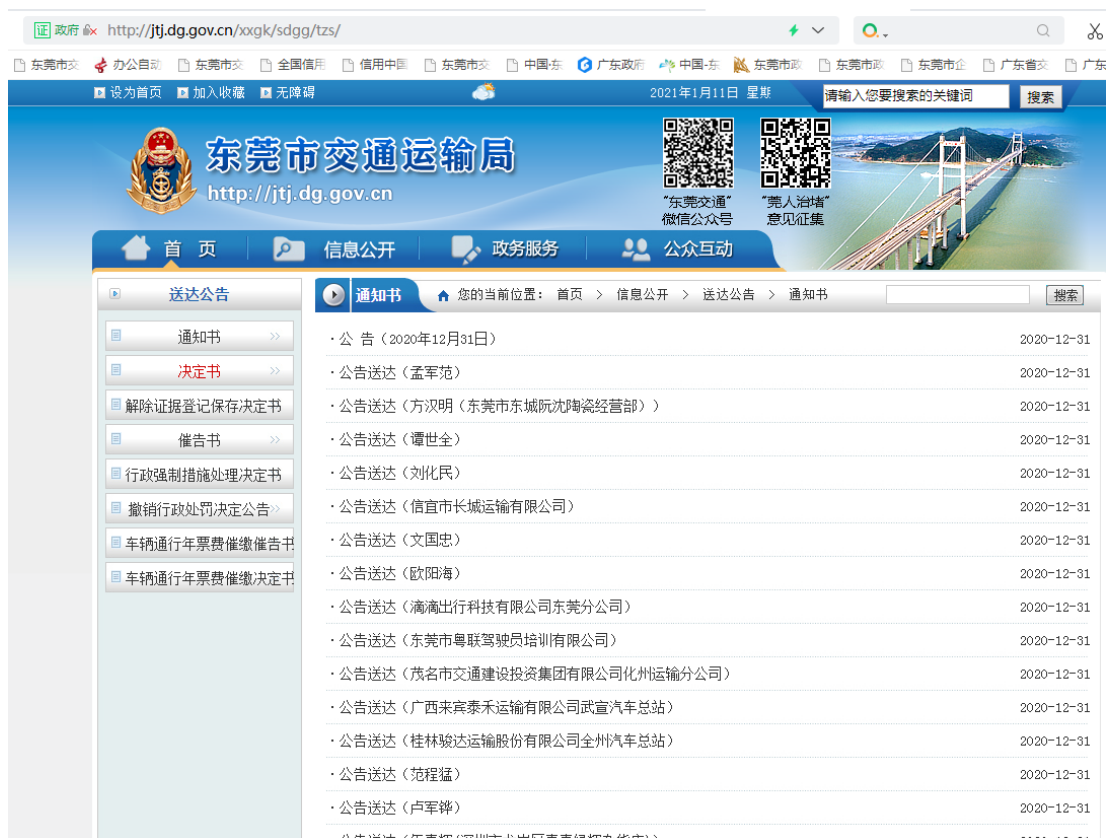 证 政府 http://jtj.dg.gov.cn/xxgk/sdgg/tzs/
东莞市交 办公自动 东莞市交 全国信用 信用中国 东莞市交 中国·东 广东政府 中国-东 东莞市政 东莞市政 东莞市企 广东省交 广东
设为首页 加入收藏 无障碍 2021年1月11日 星期 请输入您要搜索的关键词 搜索
东莞市交通运输局
http://jtj.dg.gov.cn
"东莞交通" "莞人治堵"
微信公众号 意见征集
首 页 信息公开 政务服务 公众互动
送达公告 通知书 您的当前位置： 首页 > 信息公开 > 送达公告 > 通知书 搜索
通知书 >>
决定书 >>
解除证据登记保存决定书
催告书 >>
行政强制措施处理决定书
撤销行政处罚决定公告>>
车辆通行年票费催缴催告书
车辆通行年票费催缴决定书
·公 告（2020年12月31日） 2020-12-31
·公告送达（孟军范） 2020-12-31
·公告送达（方汉明（东莞市东城阮沈陶瓷经营部）） 2020-12-31
·公告送达（谭世全） 2020-12-31
·公告送达（刘化民） 2020-12-31
·公告送达（信宜市长城运输有限公司） 2020-12-31
·公告送达（文国忠） 2020-12-31
·公告送达（欧阳海） 2020-12-31
·公告送达（滴滴出行科技有限公司东莞分公司） 2020-12-31
·公告送达（东莞市粤联驾驶员培训有限公司） 2020-12-31
·公告送达（茂名市交通建设投资集团有限公司化州运输分公司） 2020-12-31
·公告送达（广西来宾泰禾运输有限公司武宣汽车总站） 2020-12-31
·公告送达（桂林骏达运输股份有限公司全州汽车总站） 2020-12-31
·公告送达（范程猛） 2020-12-31
·公告送达（卢军铧） 2020-12-31